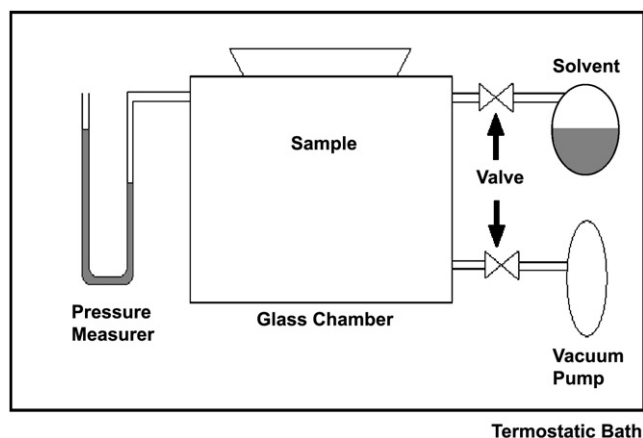 Solvent
Sample
Valve
Pressure
Measurer
Glass Chamber
Vacuum
Pump
Termostatic Bath